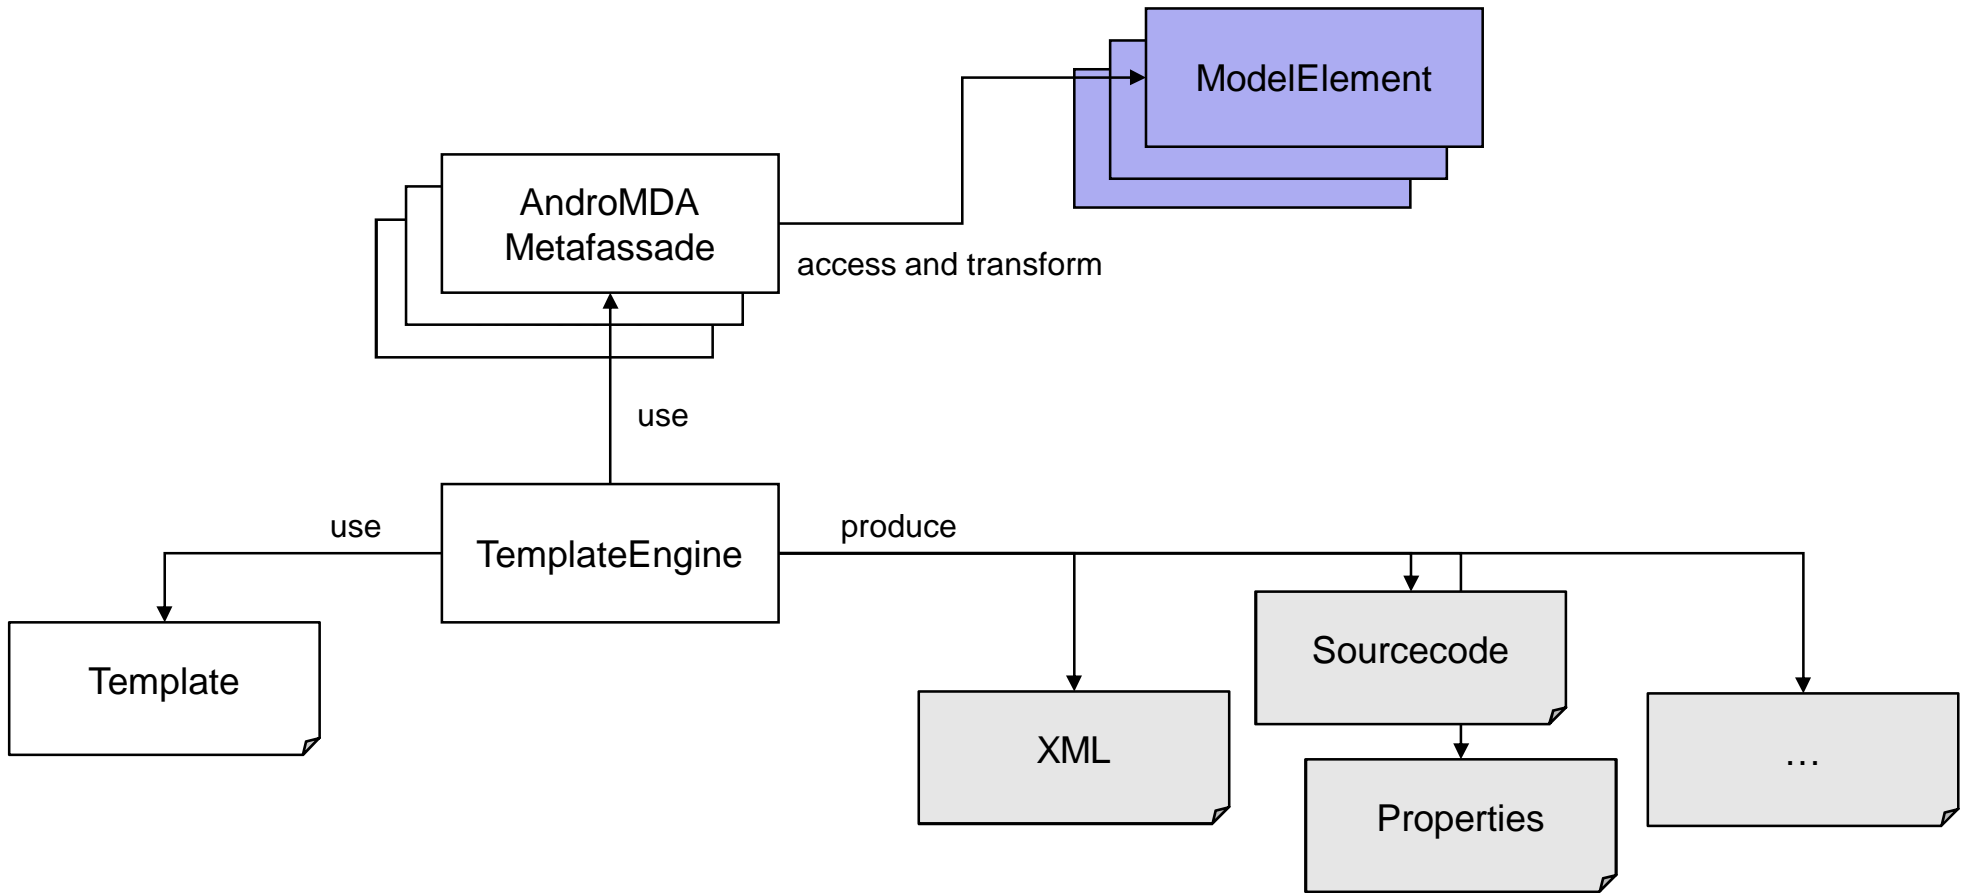 ModelElement
AndroMDA
Metafassade
access and transform
use
use
TemplateEngine
produce
Template
XML
Sourcecode
Properties
…